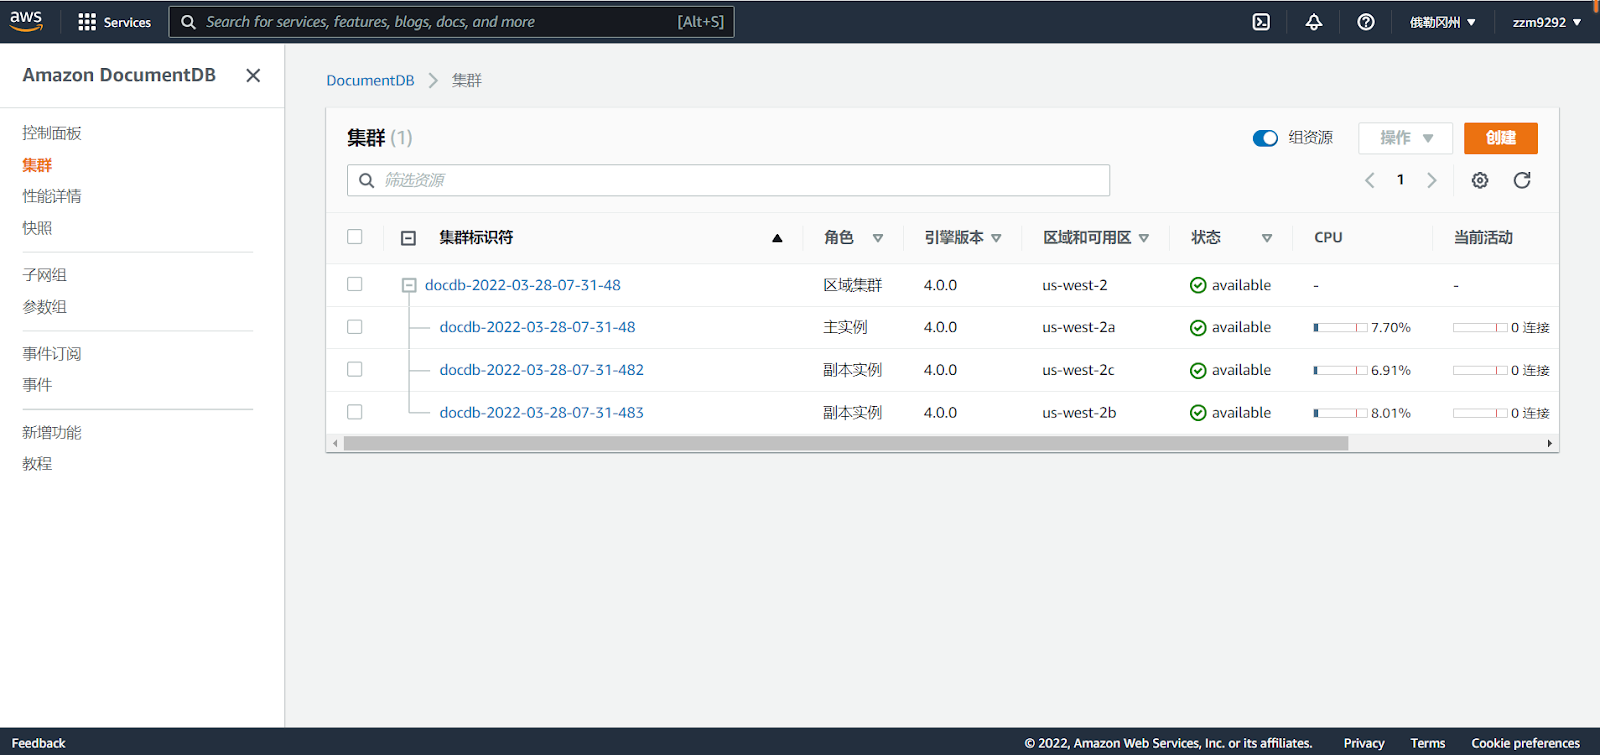 aws Services Search for services, features, blogs, docs, and more [Alt+S] 俄勒冈州 zzm9292
Amazon DocumentDB
控制面板
集群
性能详情
快照
子网组
参数组
事件订阅
事件
新增功能
教程
DocumentDB 集群
集群 (1) 组资源 操作 创建
筛选资源 1
集群标识符 角色 引擎版本 区域和可用区 状态 CPU 当前活动
docdb-2022-03-28-07-31-48 区域集群 4.0.0 us-west-2 available - -
docdb-2022-03-28-07-31-48 主实例 4.0.0 us-west-2a available 7.70% 0 连接
docdb-2022-03-28-07-31-482 副本实例 4.0.0 us-west-2c available 6.91% 0 连接
docdb-2022-03-28-07-31-483 副本实例 4.0.0 us-west-2b available 8.01% 0 连接
Feedback © 2022, Amazon Web Services, Inc. or its affiliates. Privacy Terms Cookie preferences